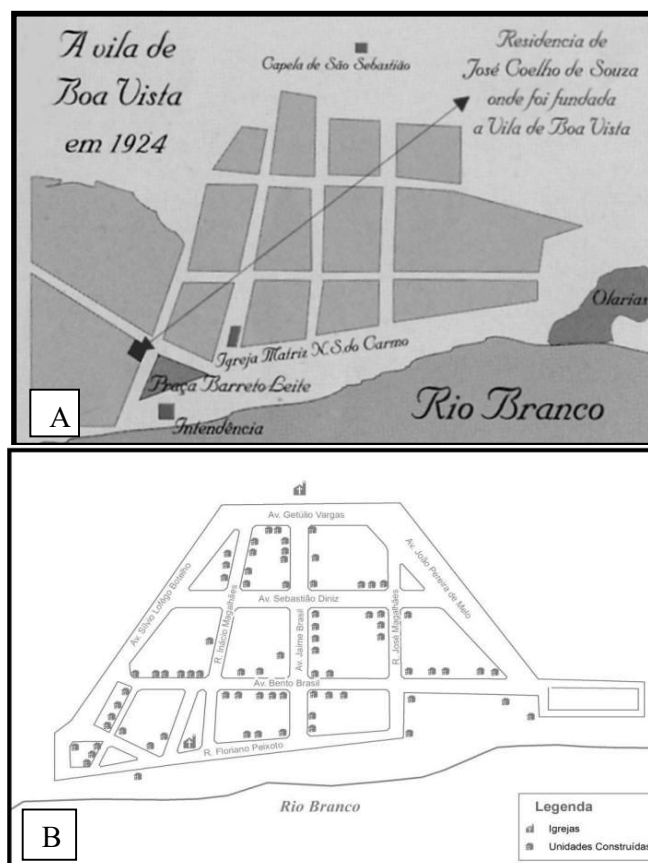 A vila de
Boa Vista
em 1924
Capela de São Sebastião
Residencia de
José Coelho de Souza
onde foi fundada
a Vila de Boa Vista
Olarias
Igreja Matriz N.S.do Carmo
Praça Barreto Leite
Intendência
Rio Branco
A
Av. Getúlio Vargas
Av. Sílvio Lofêgo Botelho
R. Inácio Magalhães
Av. Sebastião Diniz
Av. Jaime Brasil
R. José Magalhães
Av. João Pereira de Melo
Av. Bento Brasil
R. Floriano Peixoto
Rio Branco
B
Legenda
Igrejas
Unidades Construídas